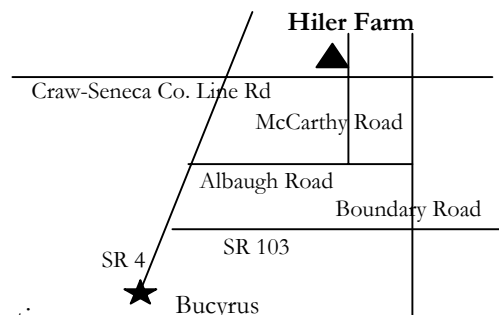 Hiler Farm
Craw-Seneca Co. Line Rd
McCarthy Road
Albaugh Road
Boundary Road
SR 103
SR 4
Bucyrus